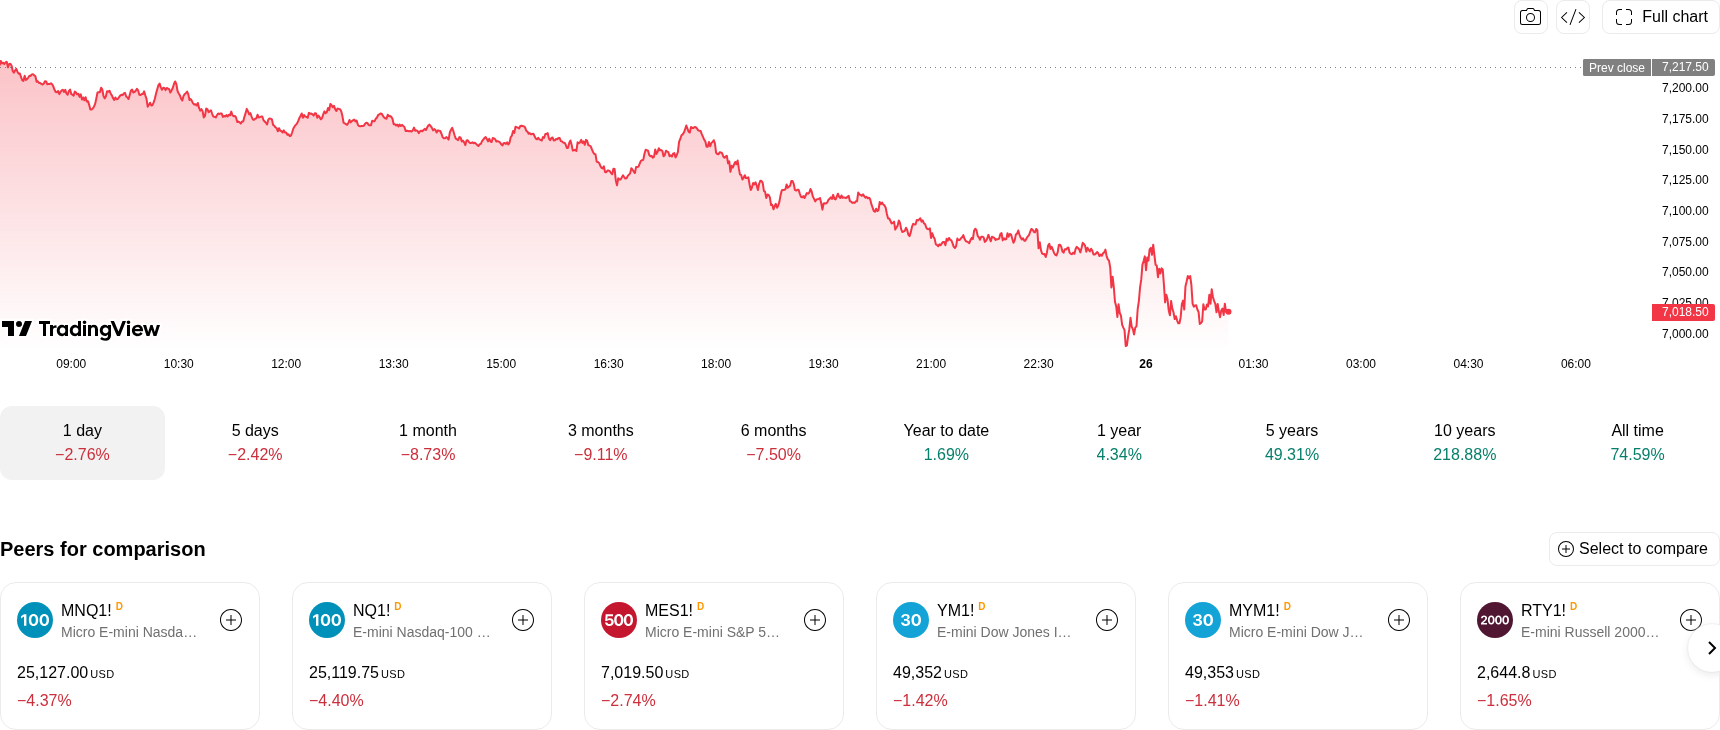 Full chart
Prev close 7,217.50
7,200.00
7,175.00
7,150.00
7,125.00
7,100.00
7,075.00
7,050.00
7,025.00
7,018.50
7,000.00
TradingView
09:00 10:30 12:00 13:30 15:00 16:30 18:00 19:30 21:00 22:30 26 01:30 03:00 04:30 06:00
1 day 5 days 1 month 3 months 6 months Year to date 1 year 5 years 10 years All time
−2.76% −2.42% −8.73% −9.11% −7.50% 1.69% 4.34% 49.31% 218.88% 74.59%
Peers for comparison
Select to compare
100 MNQ1! D
Micro E-mini Nasda…
25,127.00 USD
−4.37%
100 NQ1! D
E-mini Nasdaq-100 …
25,119.75 USD
−4.40%
500 MES1! D
Micro E-mini S&P 5…
7,019.50 USD
−2.74%
30 YM1! D
E-mini Dow Jones I…
49,352 USD
−1.42%
30 MYM1! D
Micro E-mini Dow J…
49,353 USD
−1.41%
2000 RTY1! D
E-mini Russell 2000…
2,644.8 USD
−1.65%